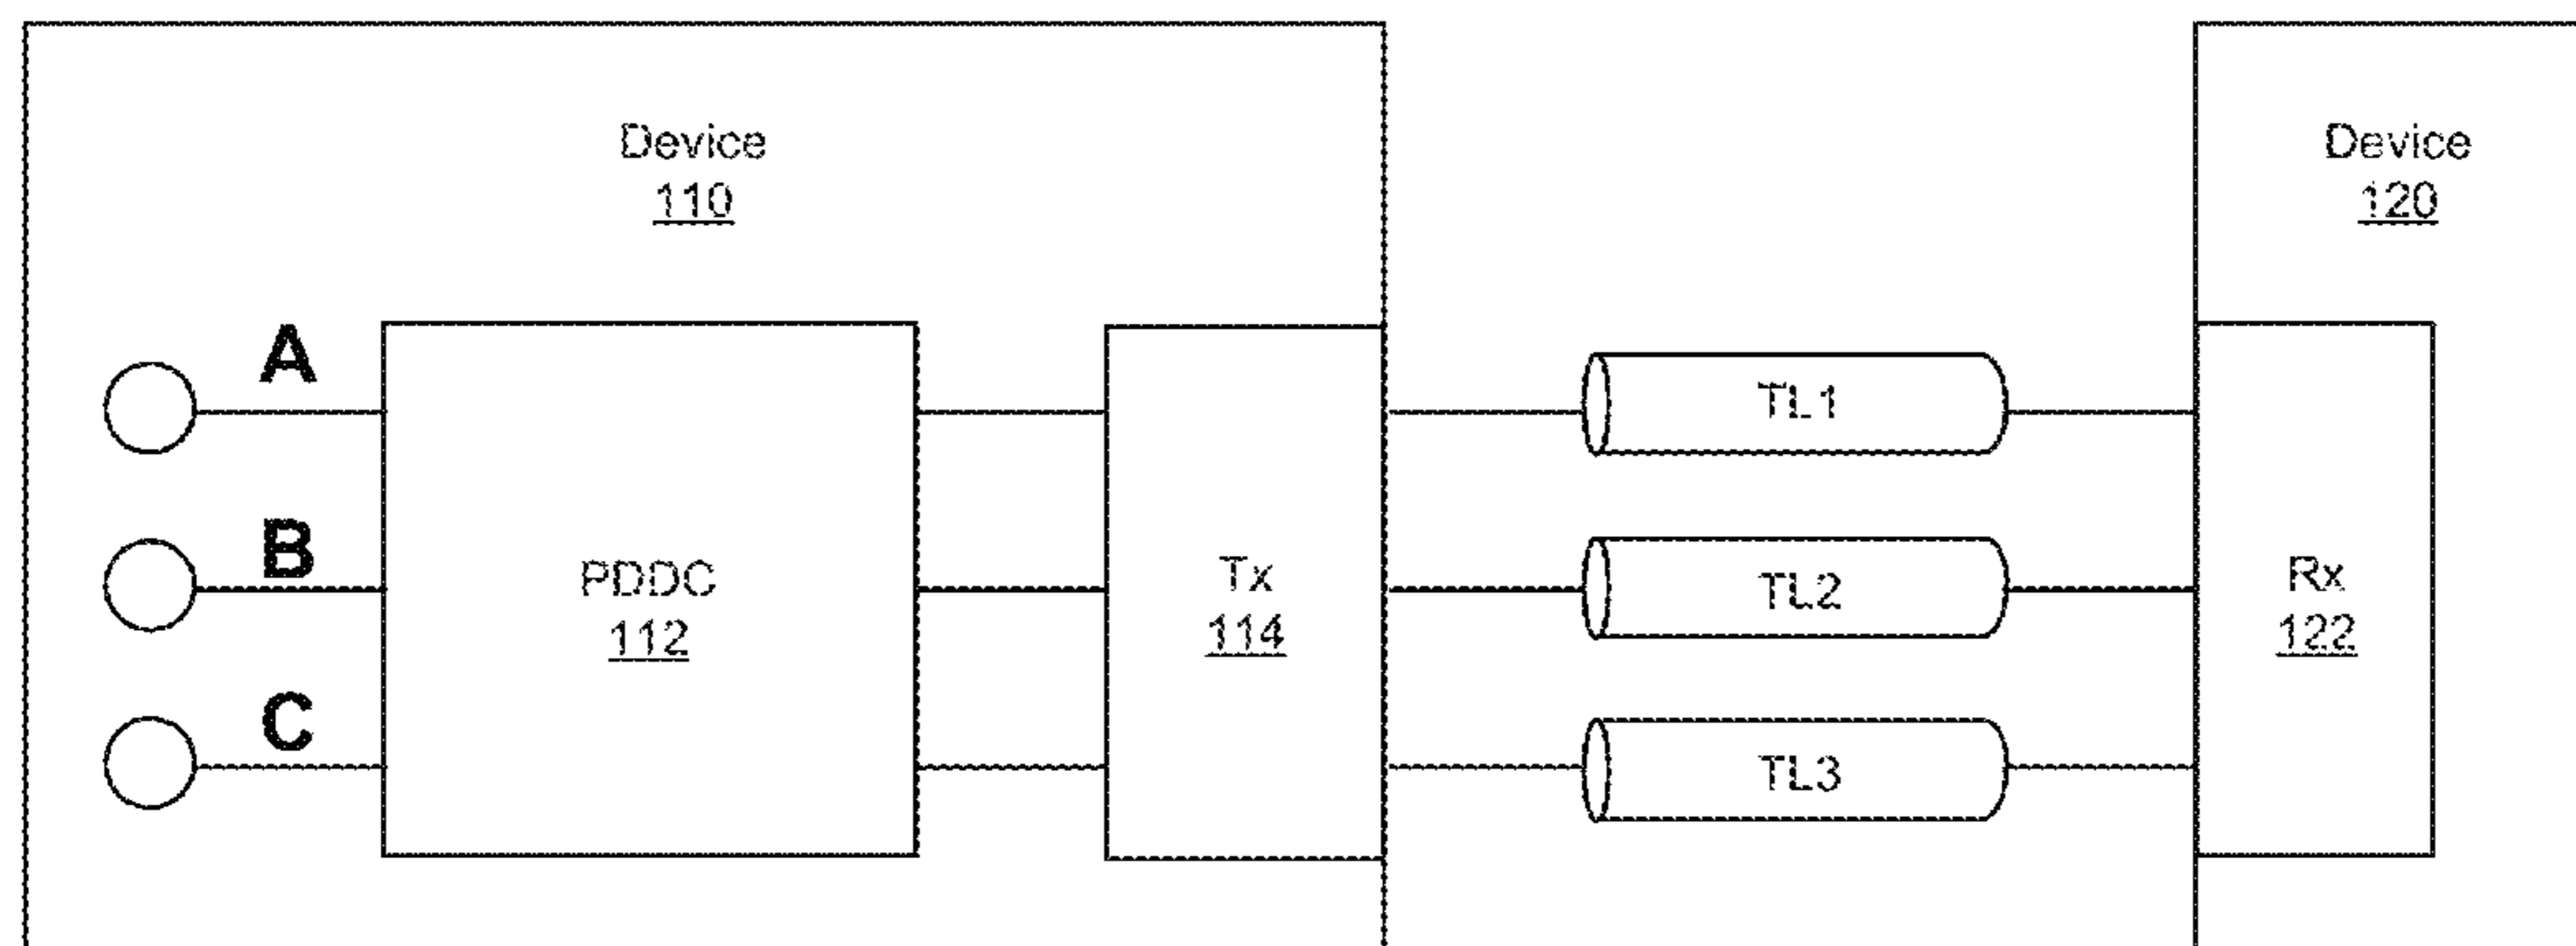 Device
110
Device
120
A
B
C
PDDC
112
Tx
114
TL1
TL2
TL3
Rx
122